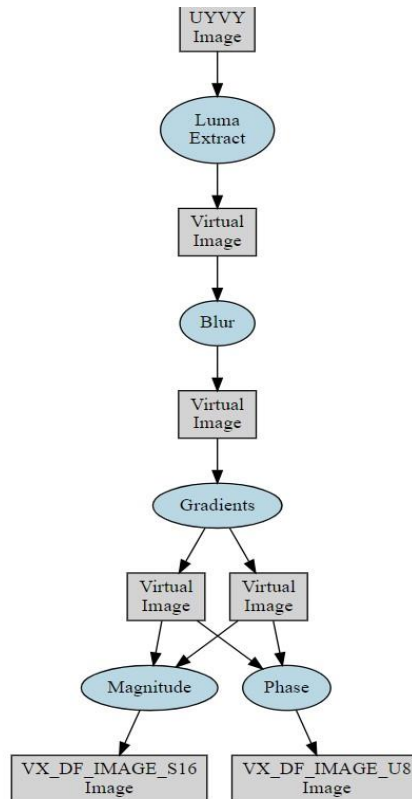 UYVY
Image
Luma
Extract
Virtual
Image
Blur
Virtual
Image
Gradients
Virtual
Image
Virtual
Image
Magnitude
Phase
VX_DF_IMAGE_S16
Image
VX_DF_IMAGE_U8
Image